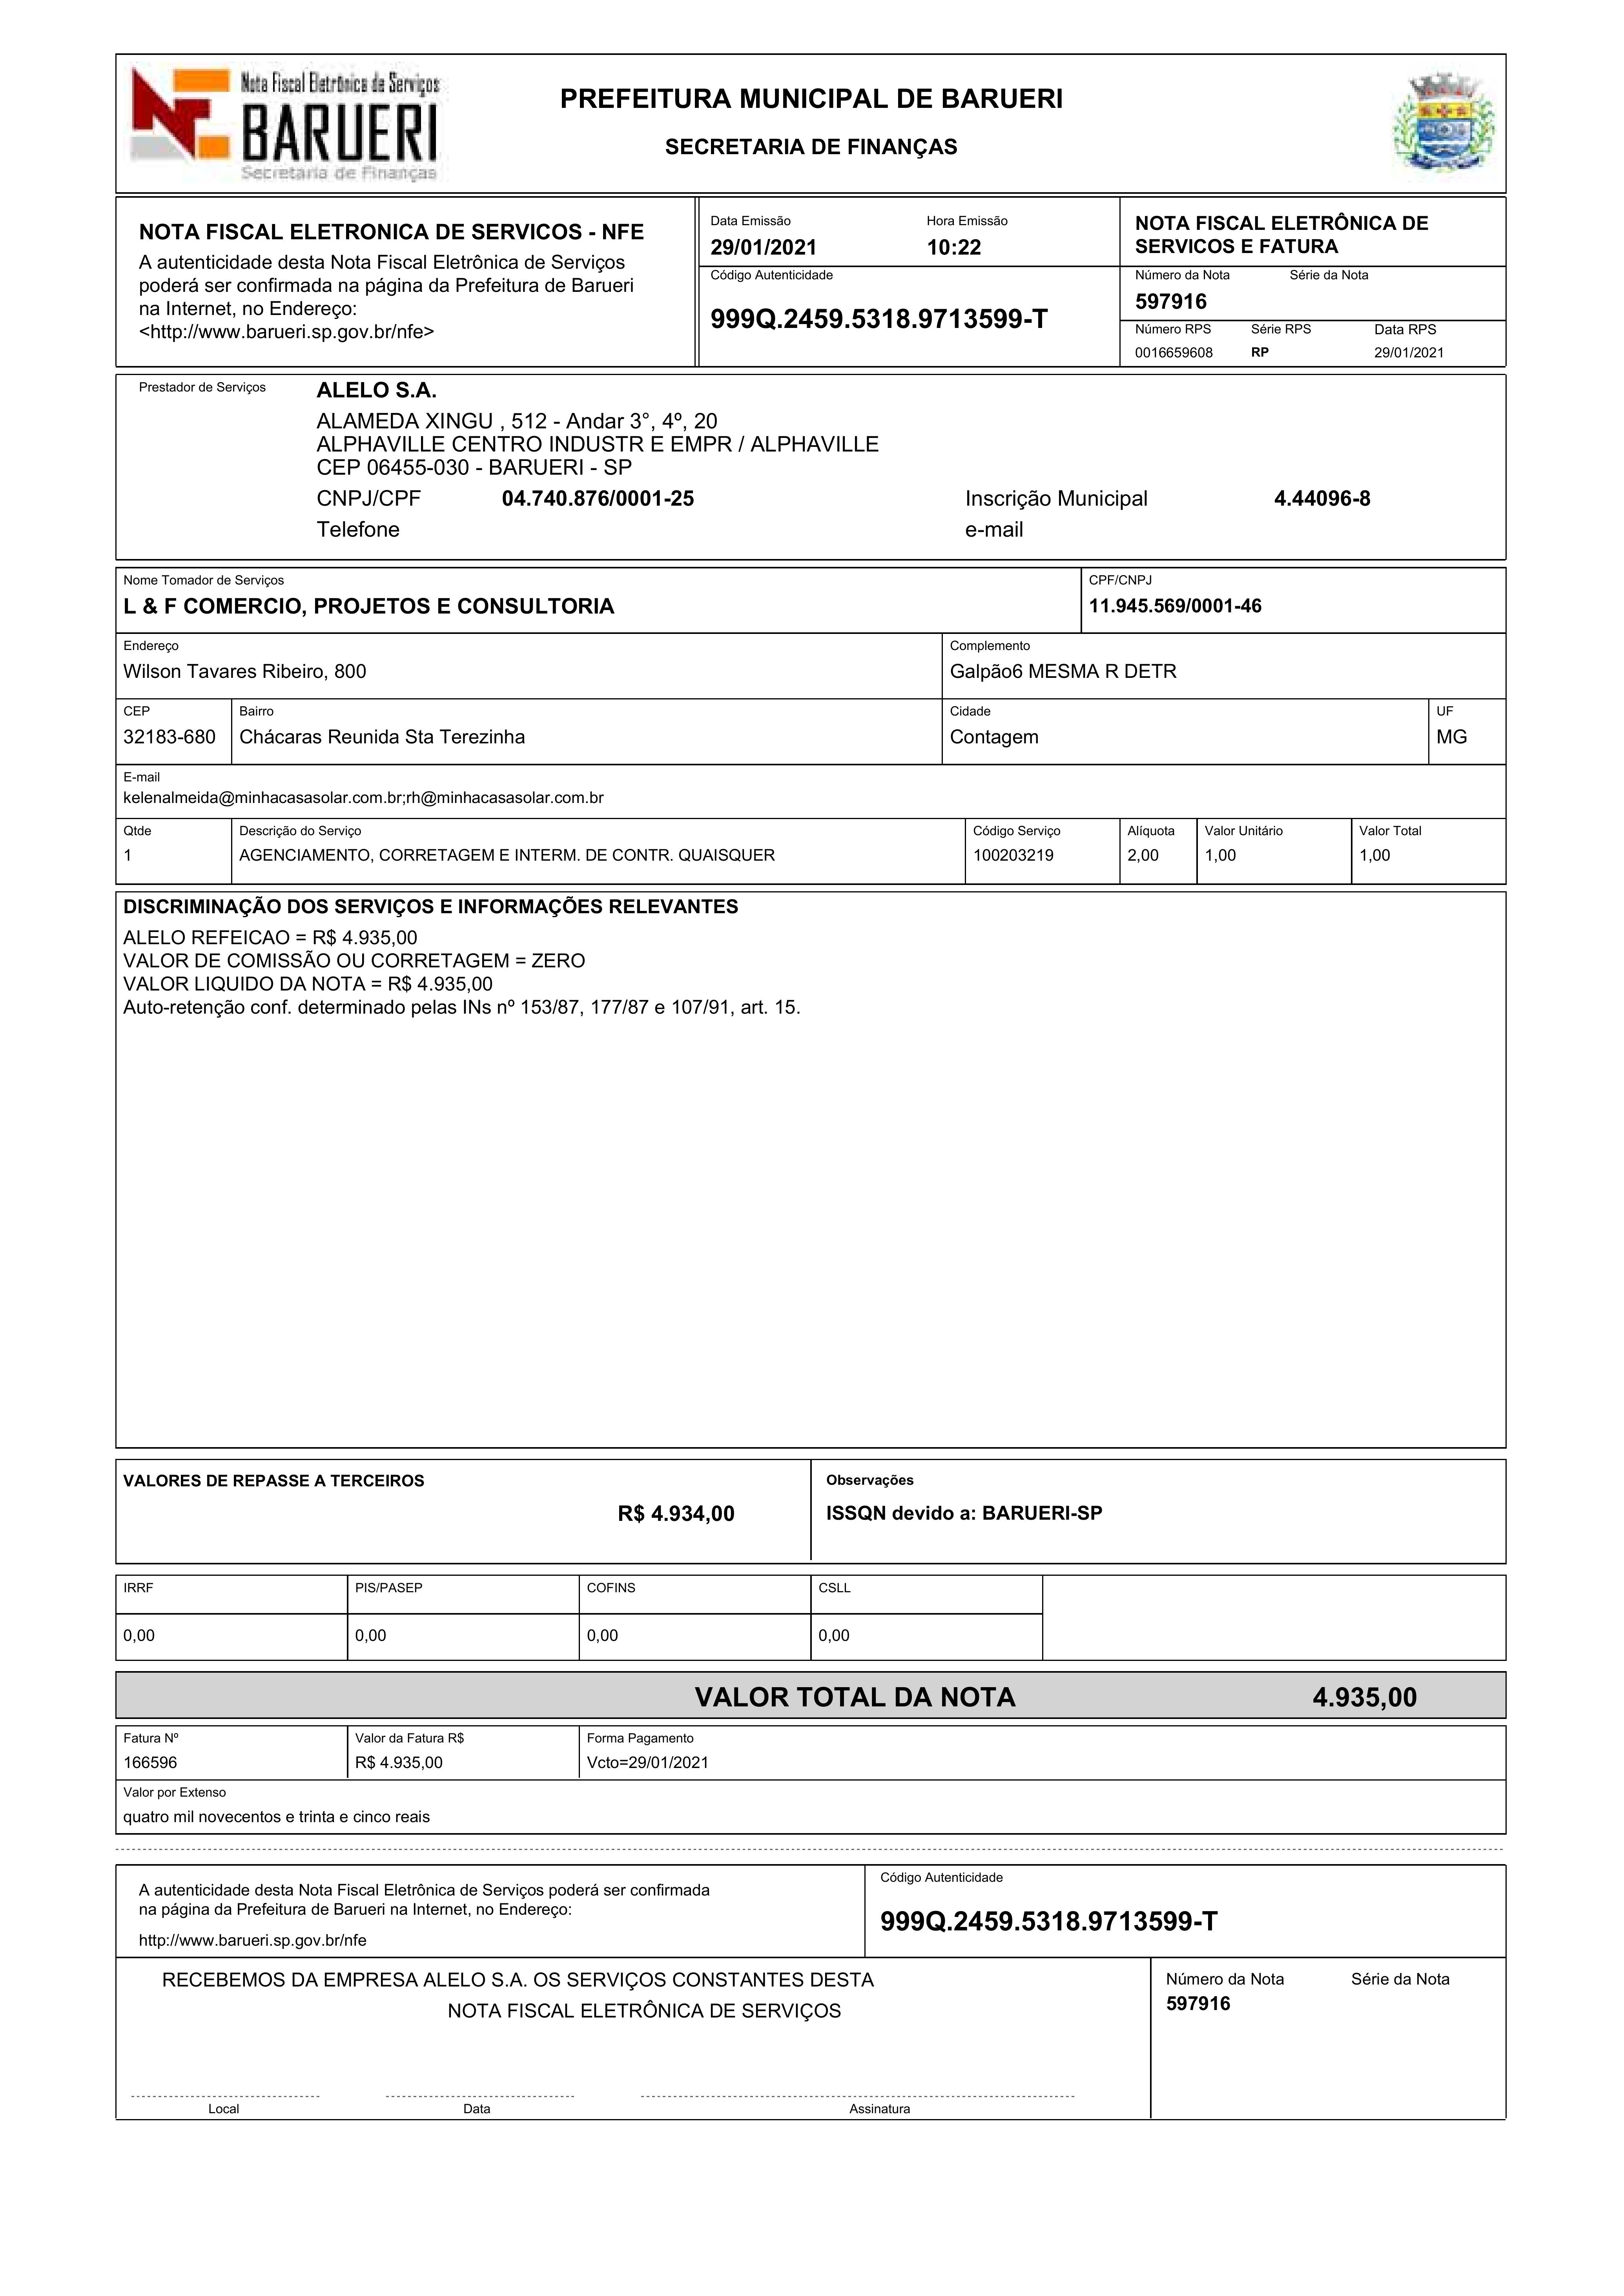 Nota Fiscal Eletrônica de Serviços
BARUERI
Secretaria de Finanças
PREFEITURA MUNICIPAL DE BARUERI
SECRETARIA DE FINANÇAS
NOTA FISCAL ELETRONICA DE SERVICOS - NFE
A autenticidade desta Nota Fiscal Eletrônica de Serviços
poderá ser confirmada na página da Prefeitura de Barueri
na Internet, no Endereço:
<http://www.barueri.sp.gov.br/nfe>
Data Emissão Hora Emissão
29/01/2021 10:22
Código Autenticidade
999Q.2459.5318.9713599-T
NOTA FISCAL ELETRÔNICA DE
SERVICOS E FATURA
Número da Nota Série da Nota
597916
Número RPS Série RPS Data RPS
0016659608 RP 29/01/2021
Prestador de Serviços ALELO S.A.
ALAMEDA XINGU , 512 - Andar 3°, 4º, 20
ALPHAVILLE CENTRO INDUSTR E EMPR / ALPHAVILLE
CEP 06455-030 - BARUERI - SP
CNPJ/CPF 04.740.876/0001-25 Inscrição Municipal 4.44096-8
Telefone e-mail
Nome Tomador de Serviços CPF/CNPJ
L & F COMERCIO, PROJETOS E CONSULTORIA 11.945.569/0001-46
Endereço Complemento
Wilson Tavares Ribeiro, 800 Galpão6 MESMA R DETR
CEP Bairro Cidade UF
32183-680 Chácaras Reunida Sta Terezinha Contagem MG
E-mail
kelenalmeida@minhacasasolar.com.br;rh@minhacasasolar.com.br
Qtde Descrição do Serviço Código Serviço Alíquota Valor Unitário Valor Total
1 AGENCIAMENTO, CORRETAGEM E INTERM. DE CONTR. QUAISQUER 100203219 2,00 1,00 1,00
DISCRIMINAÇÃO DOS SERVIÇOS E INFORMAÇÕES RELEVANTES
ALELO REFEICAO = R$ 4.935,00
VALOR DE COMISSÃO OU CORRETAGEM = ZERO
VALOR LIQUIDO DA NOTA = R$ 4.935,00
Auto-retenção conf. determinado pelas INs nº 153/87, 177/87 e 107/91, art. 15.
VALORES DE REPASSE A TERCEIROS
R$ 4.934,00
Observações
ISSQN devido a: BARUERI-SP
IRRF PIS/PASEP COFINS CSLL
0,00 0,00 0,00 0,00
VALOR TOTAL DA NOTA 4.935,00
Fatura Nº Valor da Fatura R$ Forma Pagamento
166596 R$ 4.935,00 Vcto=29/01/2021
Valor por Extenso
quatro mil novecentos e trinta e cinco reais
A autenticidade desta Nota Fiscal Eletrônica de Serviços poderá ser confirmada
na página da Prefeitura de Barueri na Internet, no Endereço:
http://www.barueri.sp.gov.br/nfe
Código Autenticidade
999Q.2459.5318.9713599-T
RECEBEMOS DA EMPRESA ALELO S.A. OS SERVIÇOS CONSTANTES DESTA
NOTA FISCAL ELETRÔNICA DE SERVIÇOS
Número da Nota Série da Nota
597916
Local Data Assinatura